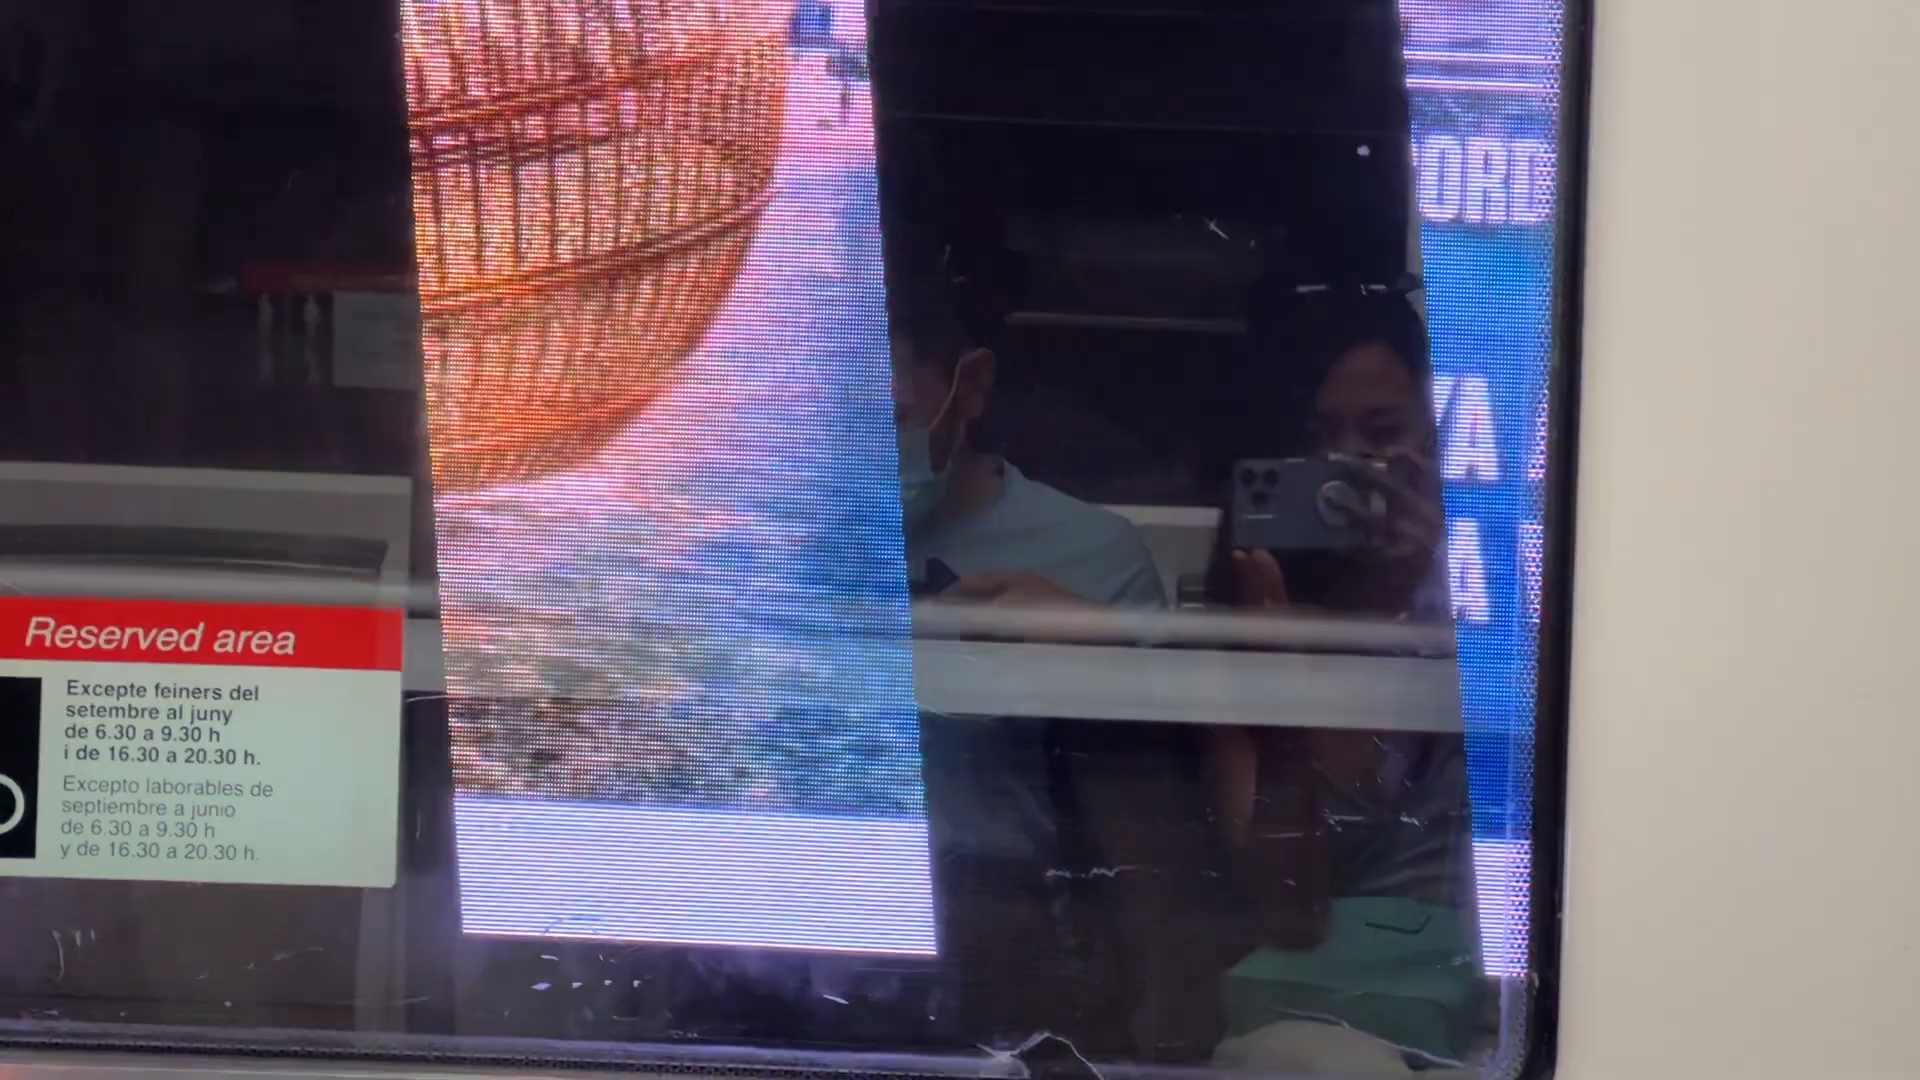 Reserved area
Excepte feiners del
setembre al juny
de 6.30 a 9.30 h
i de 16.30 a 20.30 h.
Excepto laborables de
septiembre a junio
de 6.30 a 9.30 h
y de 16.30 a 20.30 h.